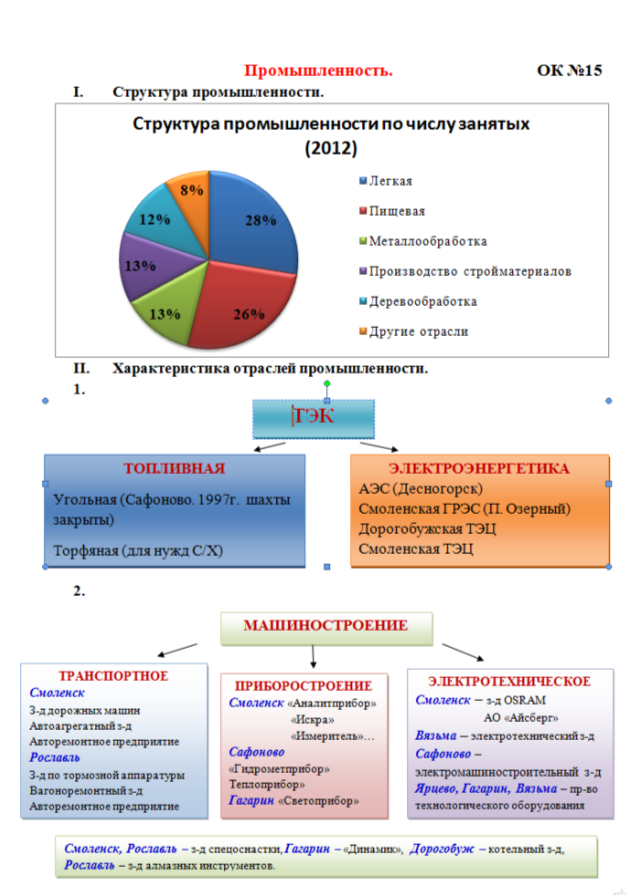 Промышленность. ОК №15
I. Структура промышленности.
Структура промышленности по числу занятых
(2012)
8%
28%
12%
13%
13%
26%
Легкая
Пищевая
Металлообработка
Производство стройматериалов
Деревообработка
Другие отрасли
II. Характеристика отраслей промышленности.
1.
ТЭК
ТОПЛИВНАЯ
Угольная (Сафоново. 1997г. шахты
закрыты)
Торфяная (для нужд С/Х)
ЭЛЕКТРОЭНЕРГЕТИКА
АЭС (Десногорск)
Смоленская ГРЭС (П. Озерный)
Дорогобужская ТЭЦ
Смоленская ТЭЦ
2.
МАШИНОСТРОЕНИЕ
ТРАНСПОРТНОЕ
Смоленск
З-д дорожных машин
Автоагрегатный з-д
Авторемонтное предприятие
Рославль
З-д по тормозной аппаратуры
Вагоноремонтный з-д
Авторемонтное предприятие
ПРИБОРОСТРОЕНИЕ
Смоленск «Аналитприбор»
«Искра»
«Измеритель»...
Сафоново
«Гидрометприбор»
Теплоприбор»
Гагарин «Светоприбор»
ЭЛЕКТРОТЕХНИЧЕСКОЕ
Смоленск – з-д OSRAM
АО «Айсберг»
Вязьма – электротехнический з-д
Сафоново –
электромашиностроительный з-д
Ярцево, Гагарин, Вязьма – пр-во
технологического оборудования
Смоленск, Рославль – з-д спецоснастки, Гагарин – «Динамик», Дорогобуж – котельный з-д,
Рославль – з-д алмазных инструментов.